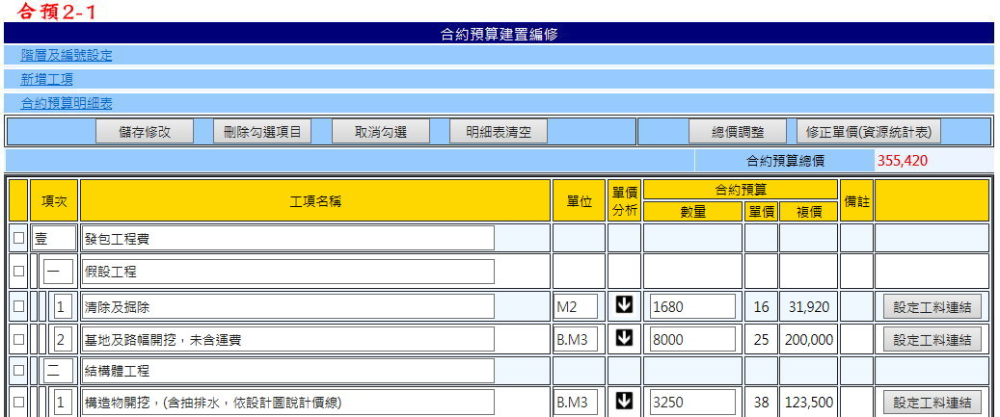 合預2-1
合約預算建置編修
階層及編號設定
新增工項
合約預算明細表
儲存修改 刪除勾選項目 取消勾選 明細表清空 總價調整 修正單價(資源統計表)
合約預算總價 355,420
項次 工項名稱 單位 單價分析 合約預算 備註
數量 單價 複價
壹 發包工程費
一 假設工程
1 清除及掘除 M2 1680 16 31,920 設定工料連結
2 基地及路幅開挖，未含運費 B.M3 8000 25 200,000 設定工料連結
二 結構體工程
1 構造物開挖，(含抽排水，依設計圖說計價線) B.M3 3250 38 123,500 設定工料連結